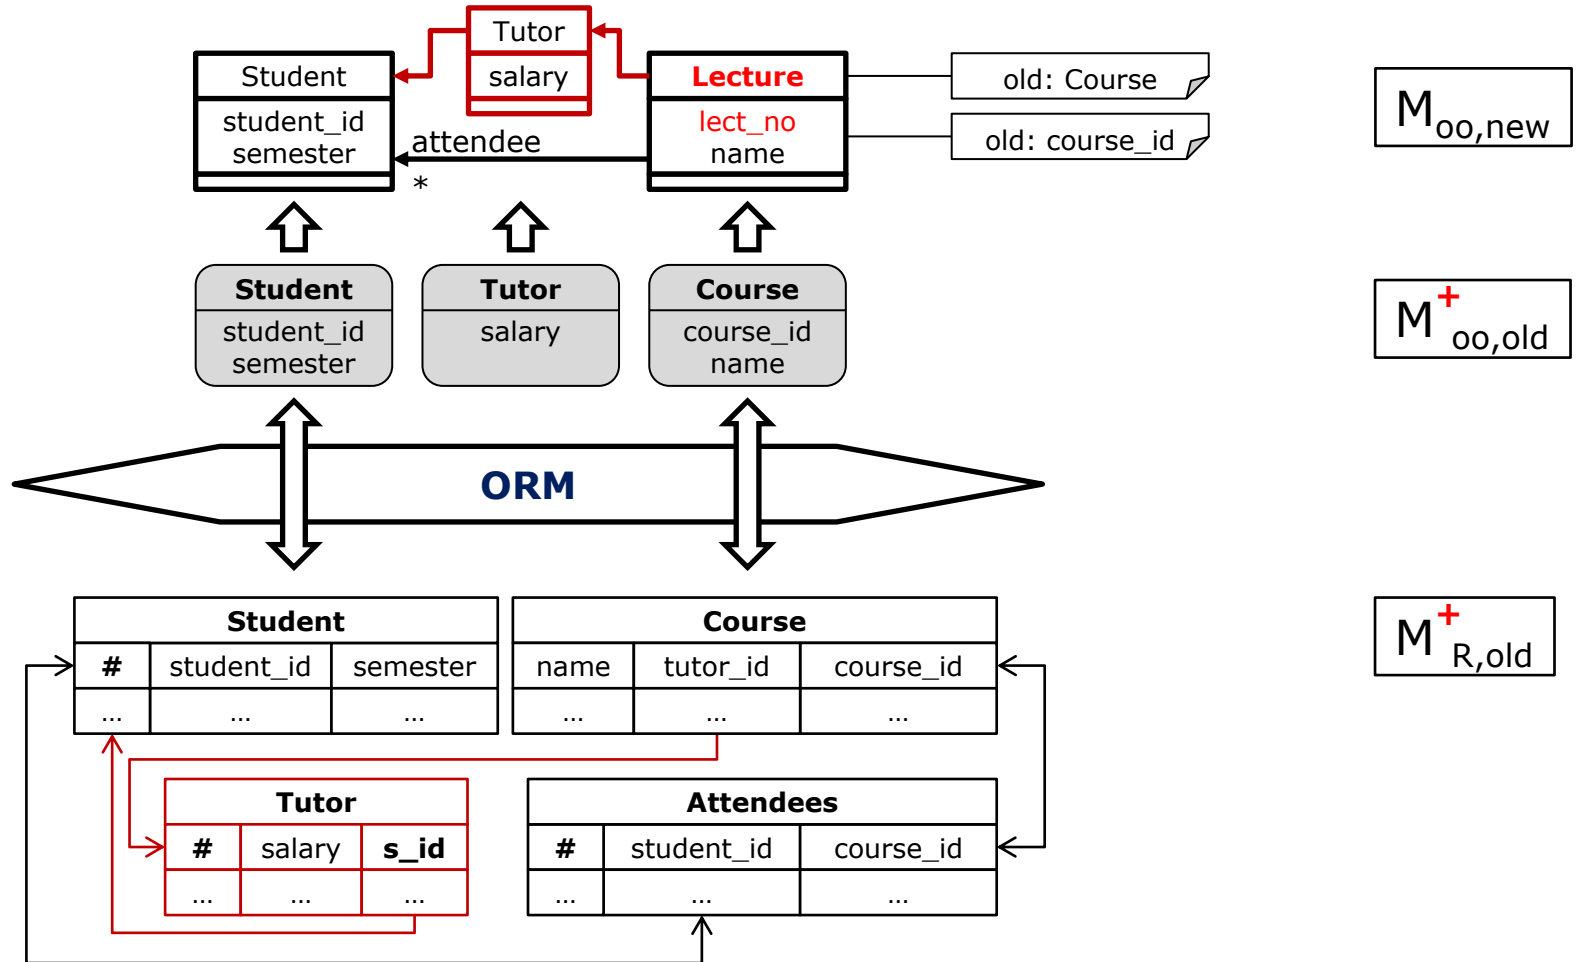 Tutor
salary
Student
student_id
semester
attendee
*
Lecture
lect_no
name
old: Course
old: course_id
M oo,new
Student
student_id
semester
Tutor
salary
Course
course_id
name
M + oo,old
ORM
Student
# student_id semester
... ... ...
Course
name tutor_id course_id
... ... ...
M + R,old
Tutor
# salary s_id
... ... ...
Attendees
# student_id course_id
... ... ...